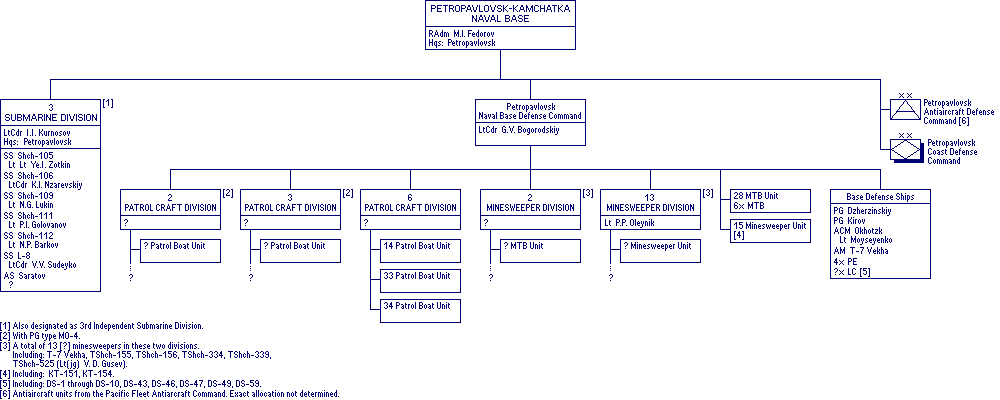 PETROPAVLOVSK-KAMCHATKA
NAVAL BASE
RAdm M.I. Fedorov
Hqs: Petropavlovsk
3
SUBMARINE DIVISION
[1]
LtCdr I.I. Kurnosov
Hqs: Petropavlovsk
SS Shch-105
Lt Lt Ye.I. Zotkin
SS Shch-106
LtCdr K.I. Nzarevskiy
SS Shch-109
Lt N.G. Lukin
SS Shch-111
Lt P.I. Golovanov
SS Shch-112
Lt N.P. Barkov
SS L-8
LtCdr V.V. Sudeyko
AS Saratov
?
Petropavlovsk
Naval Base Defense Command
LtCdr G.V. Bogorodskiy
XX
Petropavlovsk
Antiaircraft Defense
Command [6]
XX
Petropavlovsk
Coast Defense
Command
2
PATROL CRAFT DIVISION
[2]
?
? Patrol Boat Unit
?
3
PATROL CRAFT DIVISION
[2]
?
? Patrol Boat Unit
?
6
PATROL CRAFT DIVISION
?
14 Patrol Boat Unit
33 Patrol Boat Unit
34 Patrol Boat Unit
2
MINESWEEPER DIVISION
[3]
?
? MTB Unit
?
13
MINESWEEPER DIVISION
[3]
Lt P.P. Oleynik
? Minesweeper Unit
?
28 MTB Unit
6x MTB
15 Minesweeper Unit
[4]
Base Defense Ships
PG Dzherzinskiy
PG Kirov
ACM Okhotzk
Lt Moyseyenko
AM T-7 Vekha
4x PE
?x LC [5]
[1] Also designated as 3rd Independent Submarine Division.
[2] With PG type MO-4.
[3] A total of 13 [?] minesweepers in these two divisions.
Including: T-7 Vekha, TShch-155, TShch-156, TShch-334, TShch-339,
TShch-525 (Lt(jg) V.D. Gusev).
[4] Including: KT-151, KT-154.
[5] Including: DS-1 through DS-10, DS-43, DS-46, DS-47, DS-49, DS-59.
[6] Antiaircraft units from the Pacific Fleet Antiarcraft Command. Exact allocation not determined.